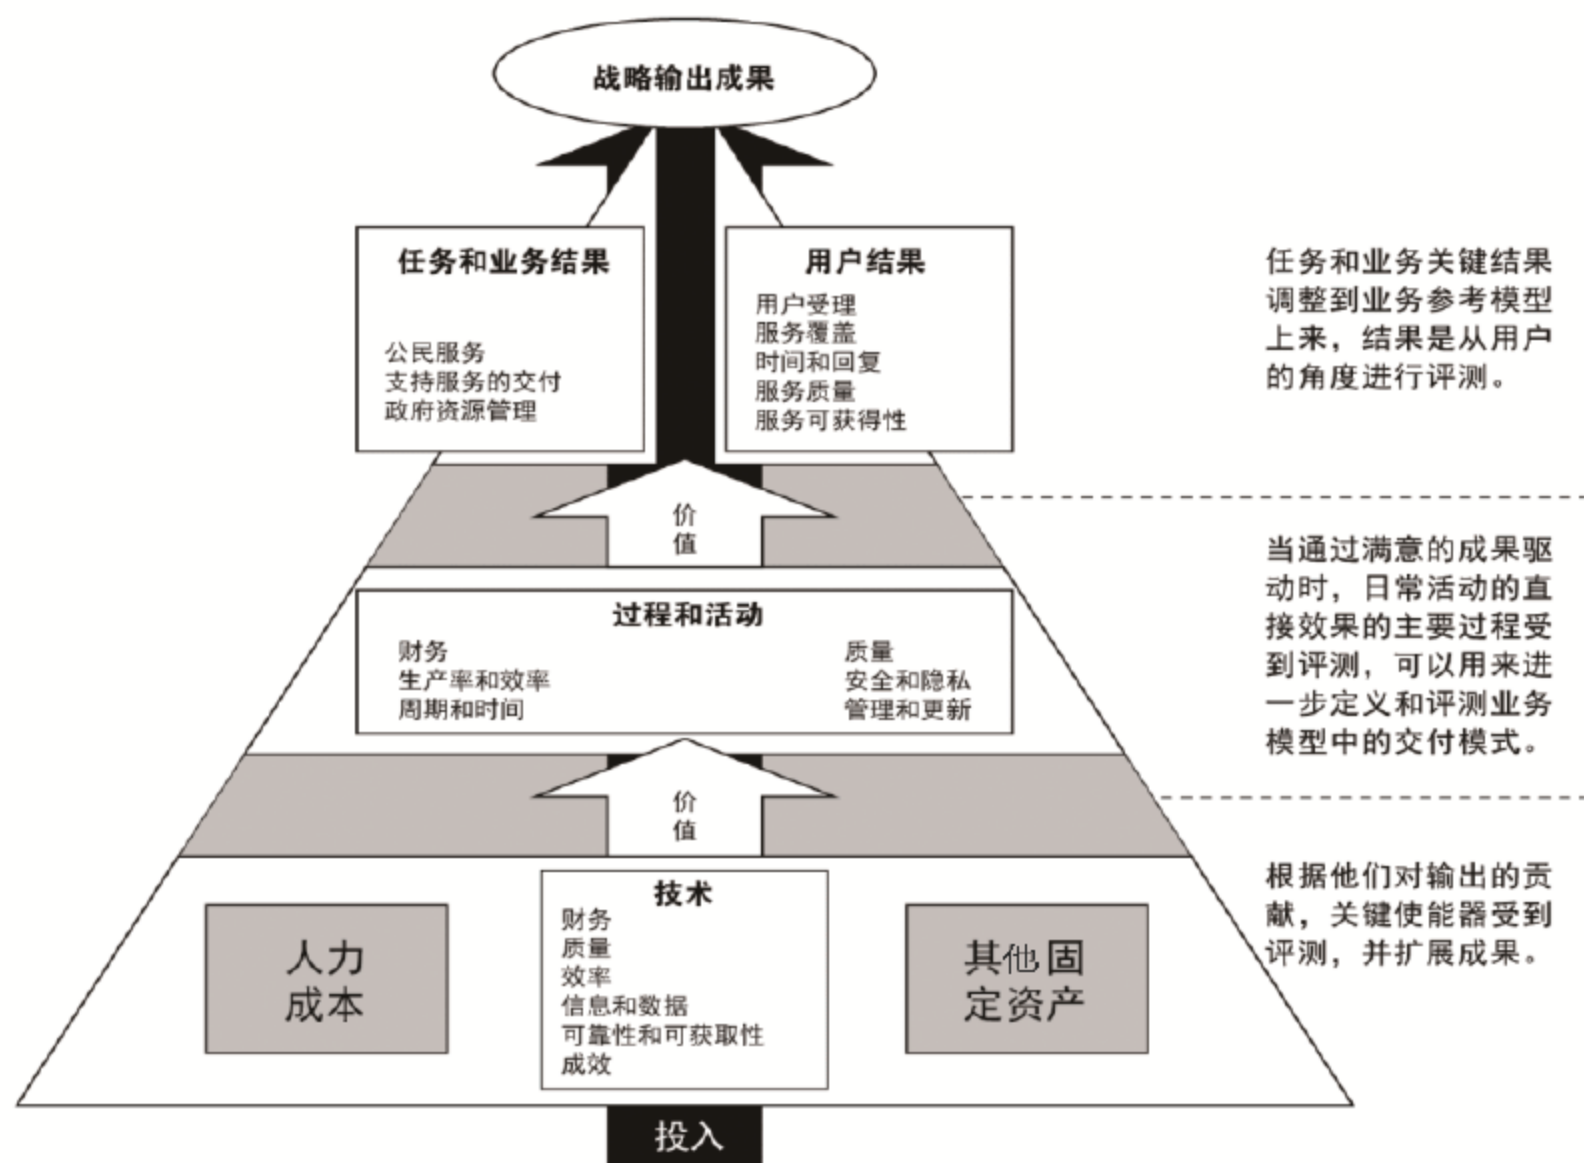 战略输出成果
任务和业务结果
公民服务
支持服务的交付
政府资源管理
用户结果
用户受理
服务覆盖
时间和回复
服务质量
服务可获得性
任务和业务关键结果
调整到业务参考模型
上来，结果是从用户
的角度进行评测。
价
值
过程和活动
财务
生产率和效率
周期和时间
质量
安全和隐私
管理和更新
当通过满意的成果驱
动时，日常活动的直
接效果的主要过程受
到评测，可以用来进
一步定义和评测业务
模型中的交付模式。
价
值
人力
成本
技术
财务
质量
效率
信息和数据
可靠性和可获取性
成效
其他固
定资产
根据他们对输出的贡
献，关键使能器受到
评测，并扩展成果。
投入